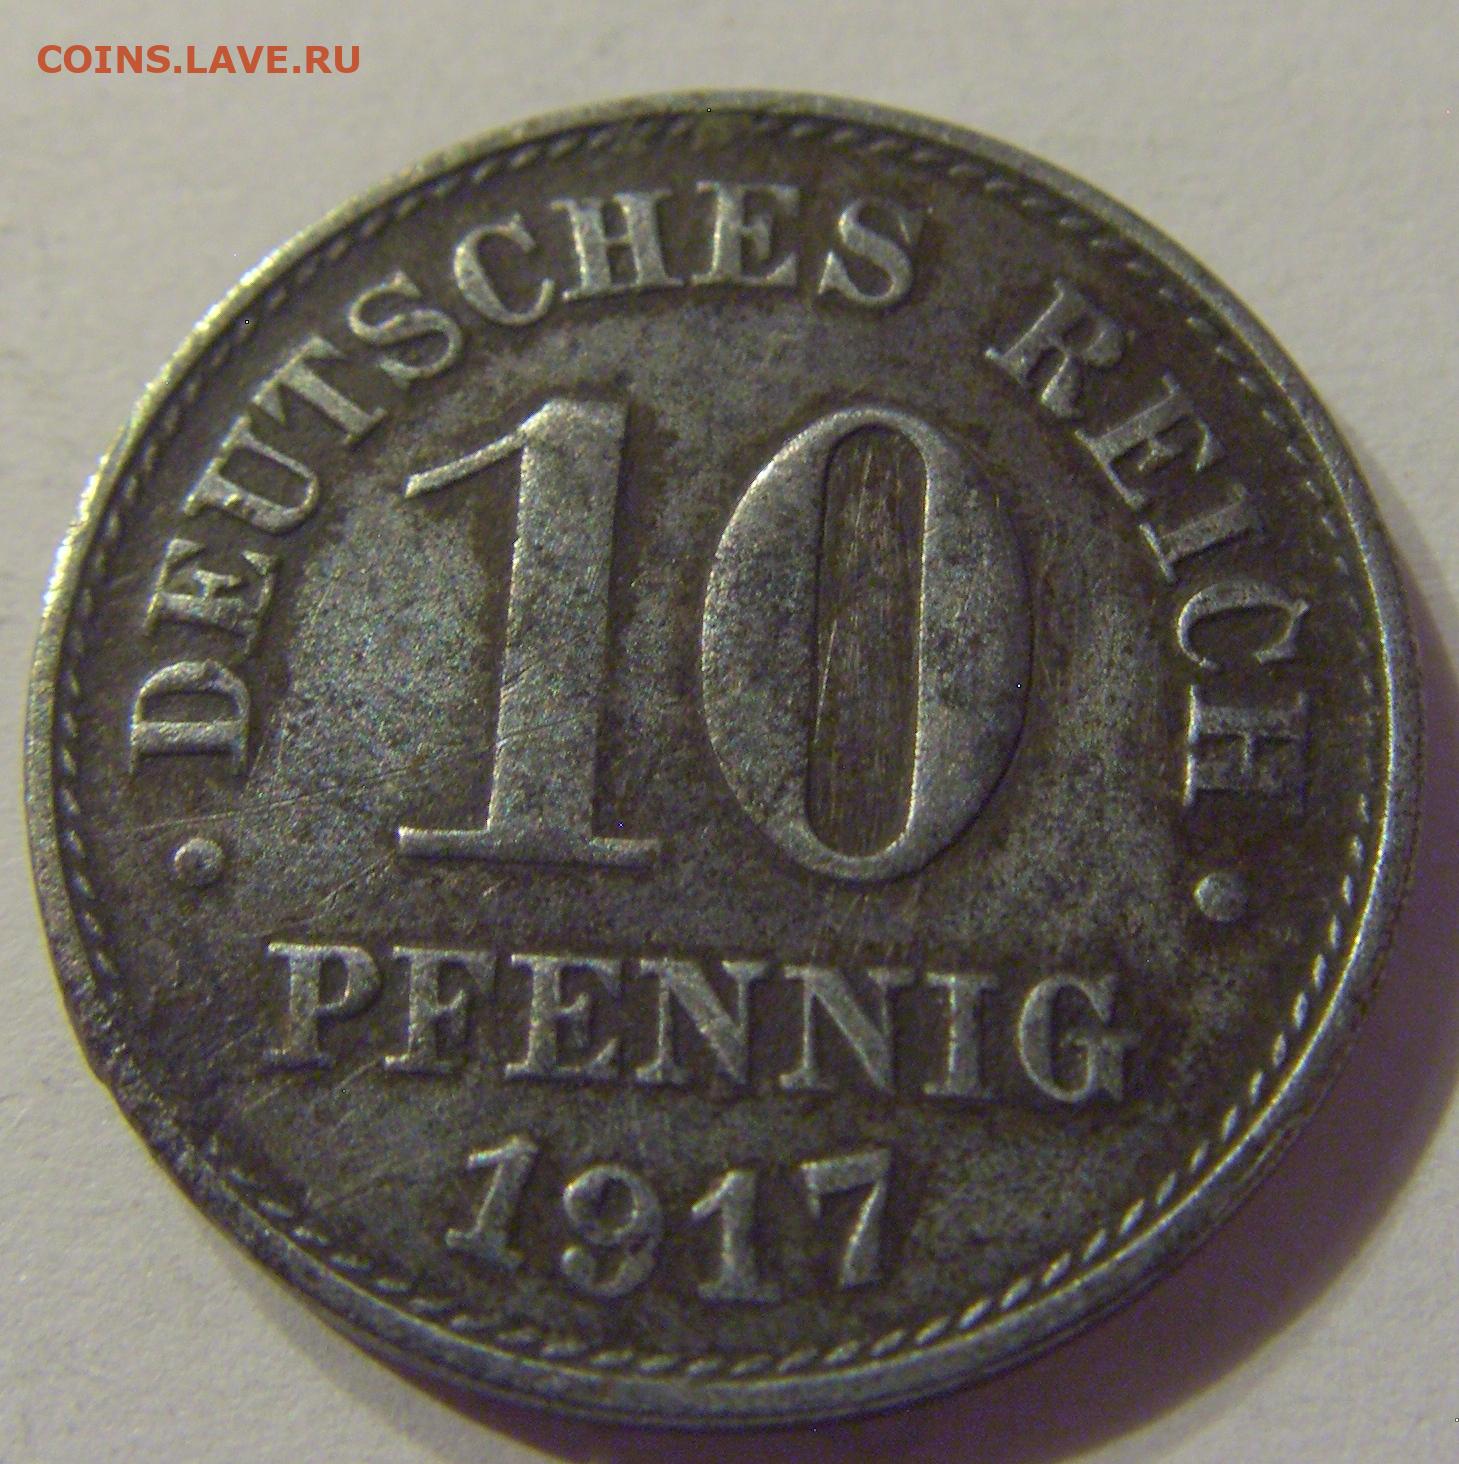 COINS.LAVE.RU
· DEUTSCHES REICH ·
10
PFENNIG
1917